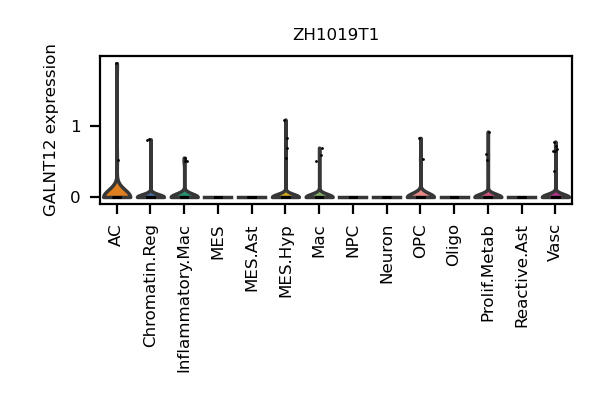 ZH1019T1
GALNT12 expression
1
0
AC
Chromatin.Reg
Inflammatory.Mac
MES
MES.Ast
MES.Hyp
Mac
NPC
Neuron
OPC
Oligo
Prolif.Metab
Reactive.Ast
Vasc